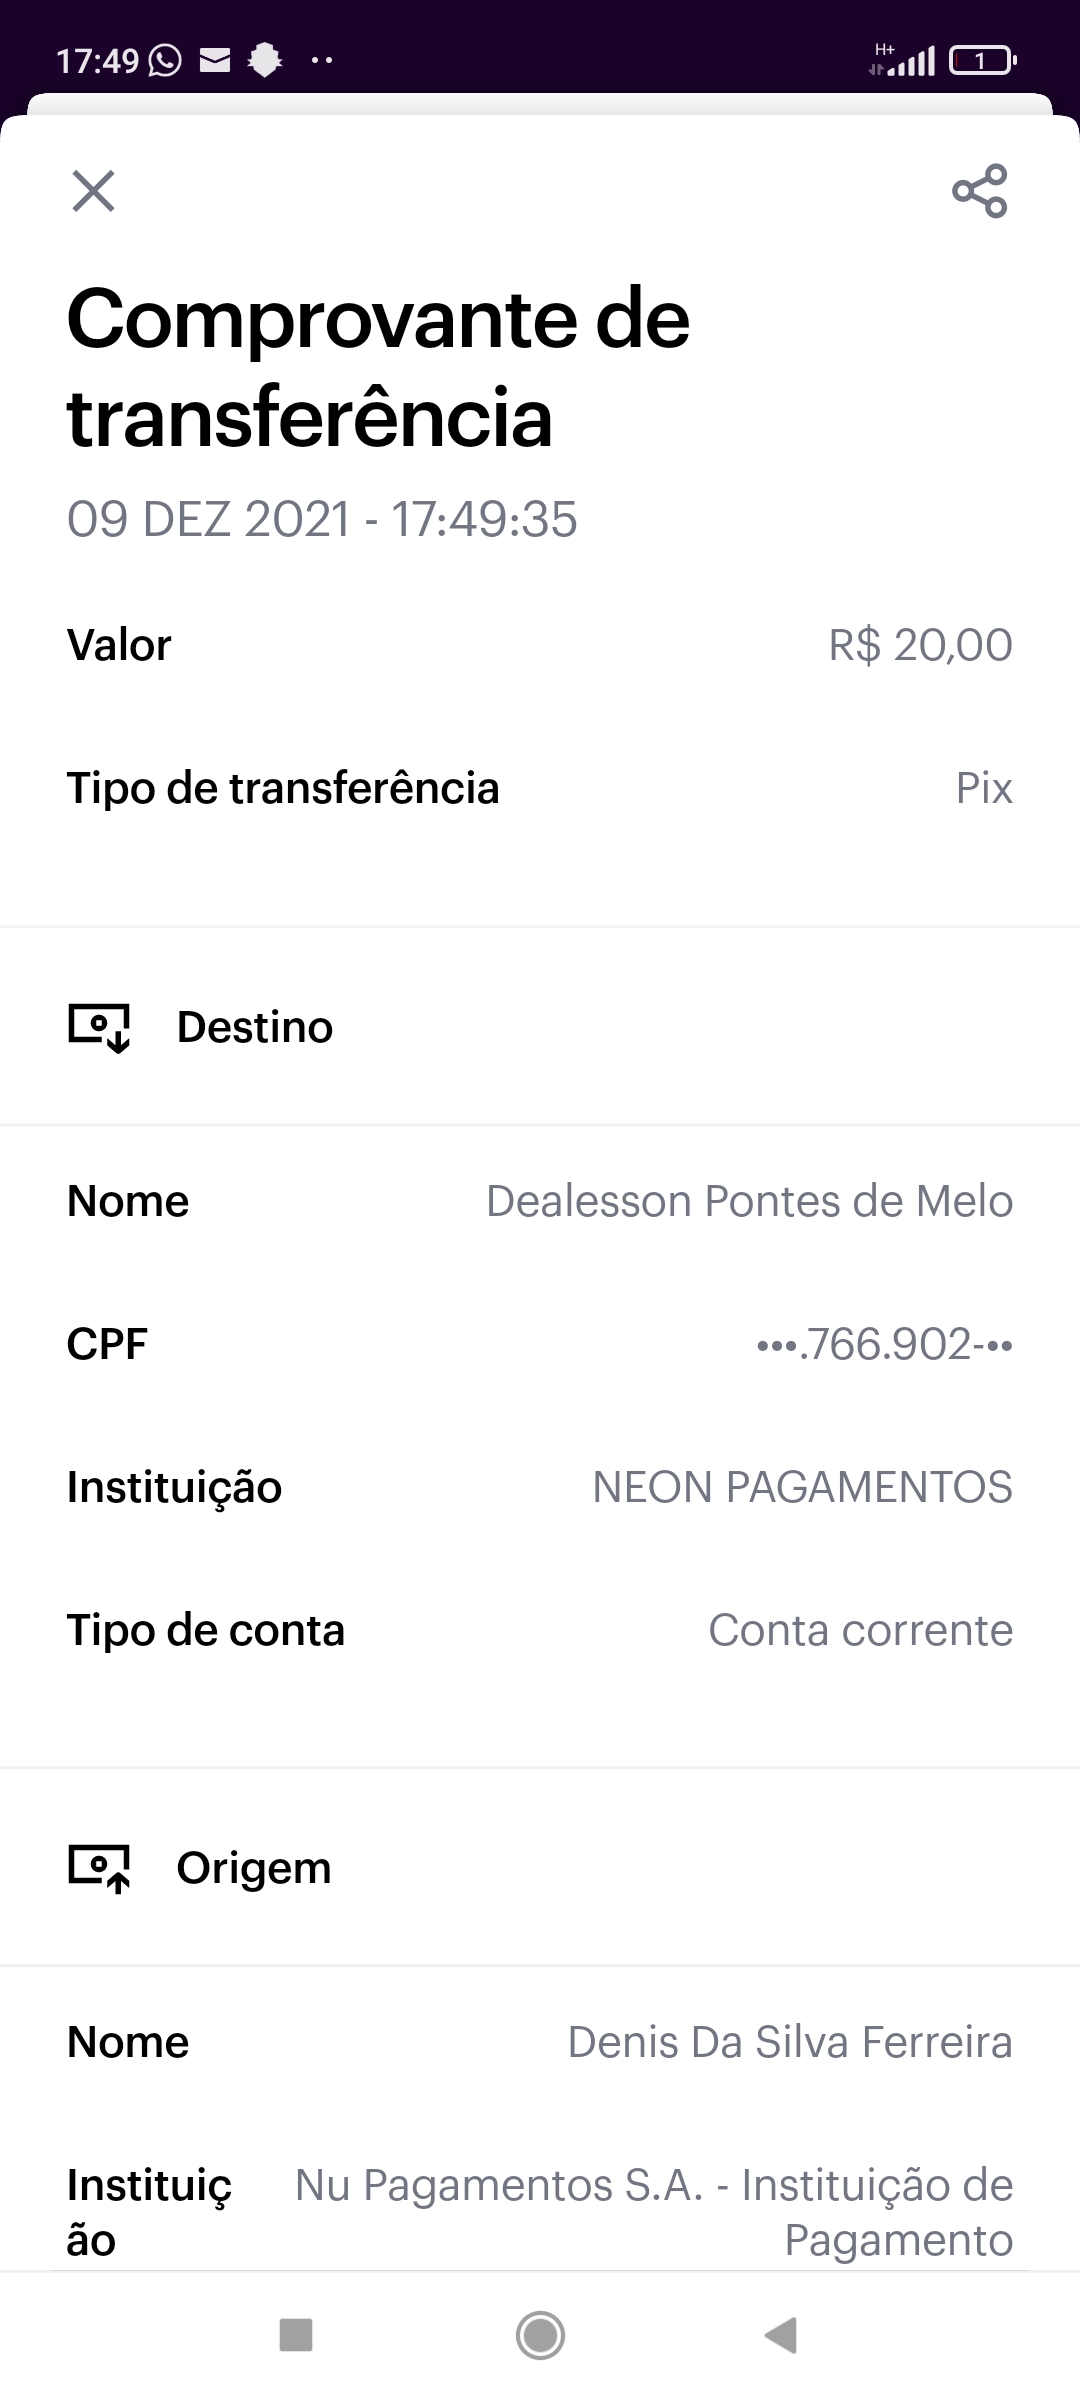 17:49
H+
1
Comprovante de
transferência
09 DEZ 2021 - 17:49:35
Valor R$ 20,00
Tipo de transferência Pix
Destino
Nome Dealesson Pontes de Melo
CPF •••.766.902-••
Instituição NEON PAGAMENTOS
Tipo de conta Conta corrente
Origem
Nome Denis Da Silva Ferreira
Instituiç Nu Pagamentos S.A. - Instituição de
ão Pagamento